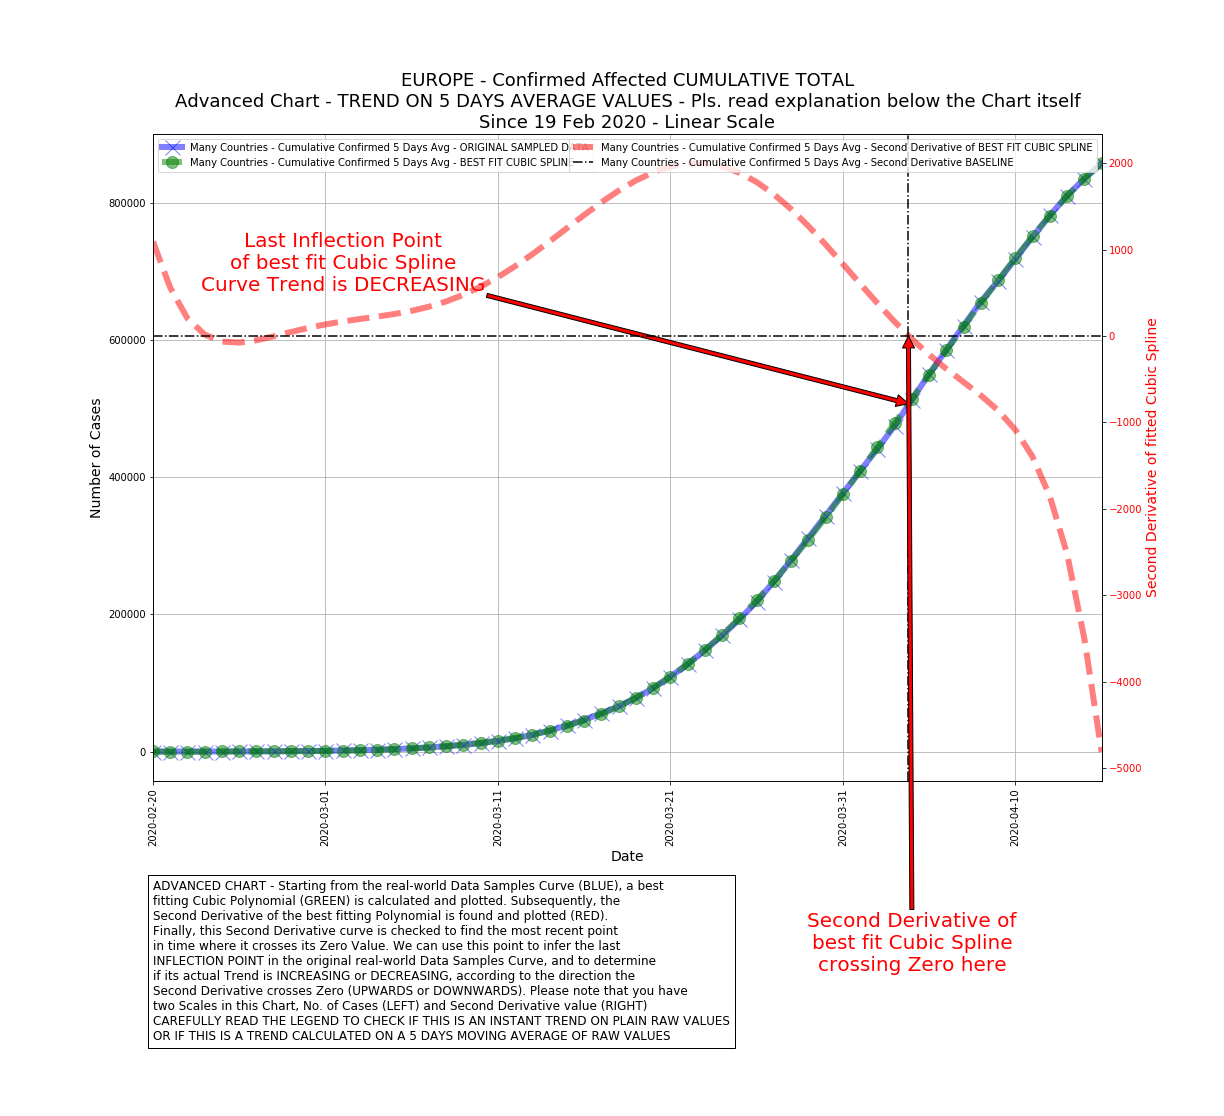 EUROPE - Confirmed Affected CUMULATIVE TOTAL
Advanced Chart - TREND ON 5 DAYS AVERAGE VALUES - Pls. read explanation below the Chart itself
Since 19 Feb 2020 - Linear Scale
Many Countries - Cumulative Confirmed 5 Days Avg - ORIGINAL SAMPLED DATA
Many Countries - Cumulative Confirmed 5 Days Avg - BEST FIT CUBIC SPLIN
Many Countries - Cumulative Confirmed 5 Days Avg - Second Derivative of BEST FIT CUBIC SPLINE
Many Countries - Cumulative Confirmed 5 Days Avg - Second Derivative BASELINE
Last Inflection Point
of best fit Cubic Spline
Curve Trend is DECREASING
Number of Cases
800000
600000
400000
200000
0
2000
1000
0
−1000
−2000
−3000
−4000
−5000
Second Derivative of fitted Cubic Spline
2020-02-20
2020-03-01
2020-03-11
2020-03-21
2020-03-31
2020-04-10
Date
ADVANCED CHART - Starting from the real-world Data Samples Curve (BLUE), a best
fitting Cubic Polynomial (GREEN) is calculated and plotted. Subsequently, the
Second Derivative of the best fitting Polynomial is found and plotted (RED).
Finally, this Second Derivative curve is checked to find the most recent point
in time where it crosses its Zero Value. We can use this point to infer the last
INFLECTION POINT in the original real-world Data Samples Curve, and to determine
if its actual Trend is INCREASING or DECREASING, according to the direction the
Second Derivative crosses Zero (UPWARDS or DOWNWARDS). Please note that you have
two Scales in this Chart, No. of Cases (LEFT) and Second Derivative value (RIGHT)
CAREFULLY READ THE LEGEND TO CHECK IF THIS IS AN INSTANT TREND ON PLAIN RAW VALUES
OR IF THIS IS A TREND CALCULATED ON A 5 DAYS MOVING AVERAGE OF RAW VALUES
Second Derivative of
best fit Cubic Spline
crossing Zero here